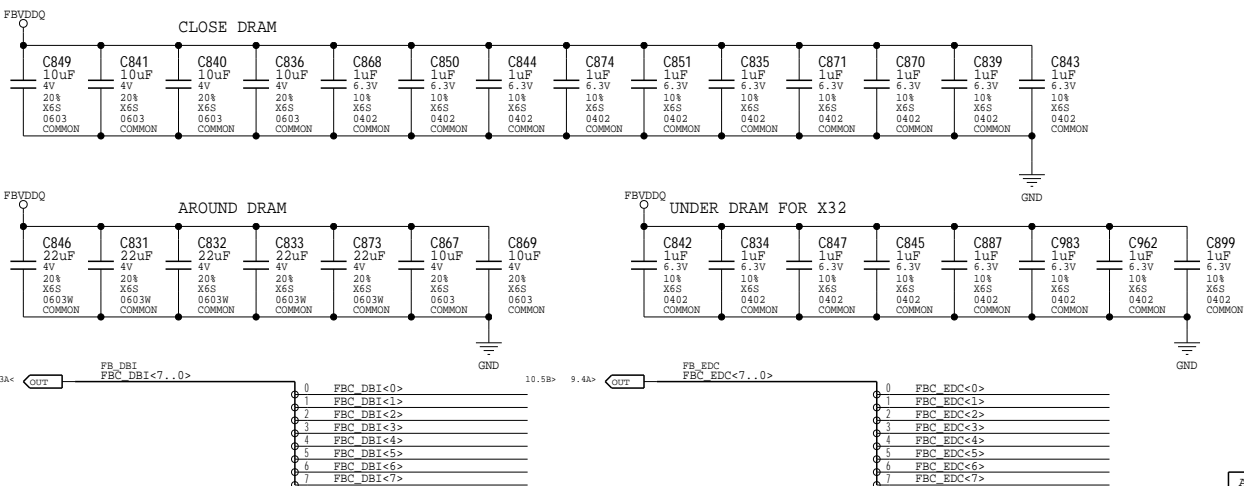 FBVDDQ
CLOSE DRAM
C849 C841 C840 C836 C868 C850 C844 C874 C851 C835 C871 C870 C839 C843
10uF 10uF 10uF 10uF 1uF 1uF 1uF 1uF 1uF 1uF 1uF 1uF 1uF 1uF
4V 4V 4V 4V 6.3V 6.3V 6.3V 6.3V 6.3V 6.3V 6.3V 6.3V 6.3V 6.3V
20% 20% 20% 20% 10% 10% 10% 10% 10% 10% 10% 10% 10% 10%
X6S X6S X6S X6S X6S X6S X6S X6S X6S X6S X6S X6S X6S X6S
0603 0603 0603 0603 0402 0402 0402 0402 0402 0402 0402 0402 0402 0402
COMMON COMMON COMMON COMMON COMMON COMMON COMMON COMMON COMMON COMMON COMMON COMMON COMMON COMMON
GND
FBVDDQ
AROUND DRAM
C846 C831 C832 C833 C873 C867 C869
22uF 22uF 22uF 22uF 22uF 10uF 10uF
4V 4V 4V 4V 4V 4V 4V
20% 20% 20% 20% 20% 20% 20%
X6S X6S X6S X6S X6S X6S X6S
0603W 0603W 0603W 0603W 0603W 0603 0603
COMMON COMMON COMMON COMMON COMMON COMMON COMMON
GND
FBVDDQ
UNDER DRAM FOR X32
C842 C834 C847 C845 C887 C983 C962 C899
1uF 1uF 1uF 1uF 1uF 1uF 1uF 1uF
6.3V 6.3V 6.3V 6.3V 6.3V 6.3V 6.3V 6.3V
10% 10% 10% 10% 10% 10% 10% 10%
X6S X6S X6S X6S X6S X6S X6S X6S
0402 0402 0402 0402 0402 0402 0402 0402
COMMON COMMON COMMON COMMON COMMON COMMON COMMON COMMON
GND
3A< OUT
FB_DBI
FBC_DBI<7..0>
0 FBC_DBI<0>
1 FBC_DBI<1>
2 FBC_DBI<2>
3 FBC_DBI<3>
4 FBC_DBI<4>
5 FBC_DBI<5>
6 FBC_DBI<6>
7 FBC_DBI<7>
10.5B> 9.4A> OUT
FB_EDC
FBC_EDC<7..0>
0 FBC_EDC<0>
1 FBC_EDC<1>
2 FBC_EDC<2>
3 FBC_EDC<3>
4 FBC_EDC<4>
5 FBC_EDC<5>
6 FBC_EDC<6>
7 FBC_EDC<7>